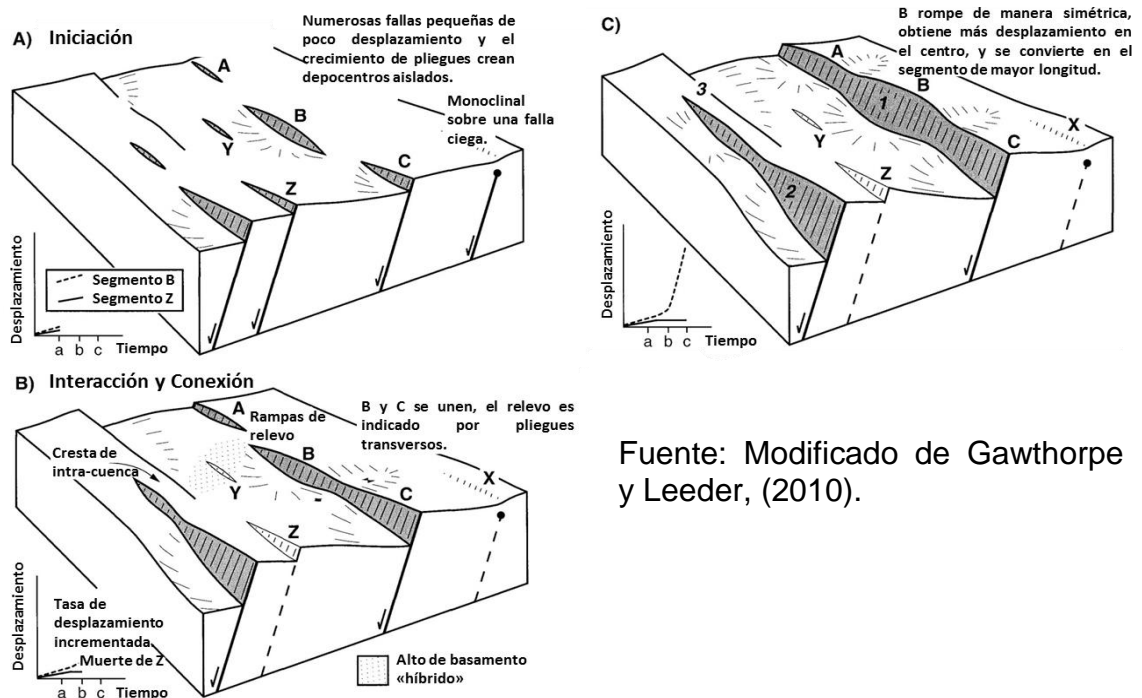 A) Iniciación
Numerosas fallas pequeñas de
poco desplazamiento y el
crecimiento de pliegues crean
depocentros aislados.
Monoclinal
sobre una falla
ciega.
A
B
Y
C
Z
Desplazamiento
Segmento B
Segmento Z
a b c Tiempo
B) Interacción y Conexión
Cresta de
intra-cuenca
A
Rampas de
relevo
B y C se unen, el relevo es
indicado por pliegues
transversos.
B
Y
C
X
Z
Desplazamiento
Tasa de
desplazamiento
incrementada
Muerte de Z
a b c Tiempo
Alto de basamento
«híbrido»
C)
B rompe de manera simétrica,
obtiene más desplazamiento en
el centro, y se convierte en el
segmento de mayor longitud.
A
3
1
B
Y
X
C
Z
2
Desplazamiento
a b c Tiempo
Fuente: Modificado de Gawthorpe
y Leeder, (2010).